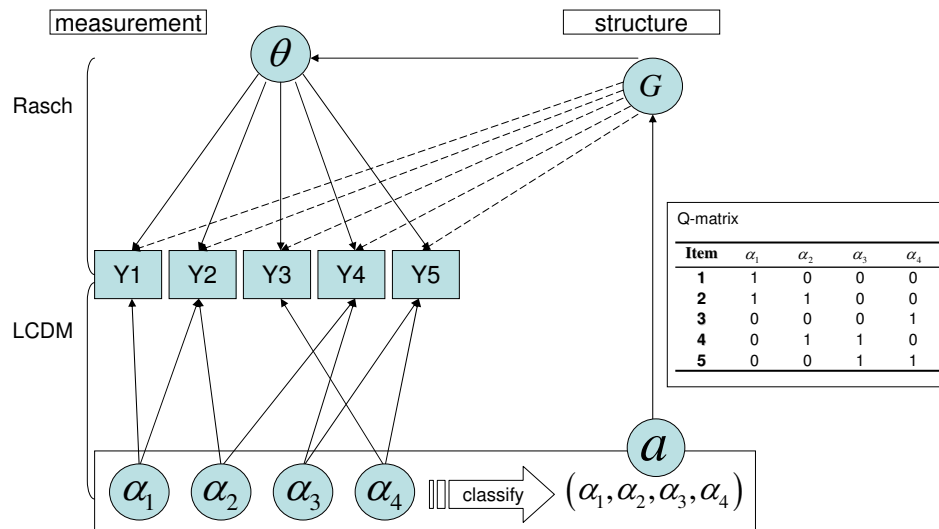 measurement
structure
θ
G
Rasch
Y1 Y2 Y3 Y4 Y5
LCDM
Q-matrix
Item α₁ α₂ α₃ α₄
1 1 0 0 0
2 1 1 0 0
3 0 0 0 1
4 0 1 1 0
5 0 0 1 1
a
α₁ α₂ α₃ α₄
classify
(α₁, α₂, α₃, α₄)